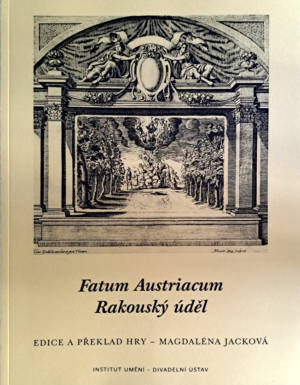 Fatum Austriacum
Rakouský úděl
EDICE A PŘEKLAD HRY – MAGDALÉNA JACKOVÁ
INSTITUT UMĚNÍ – DIVADELNÍ ÚSTAV